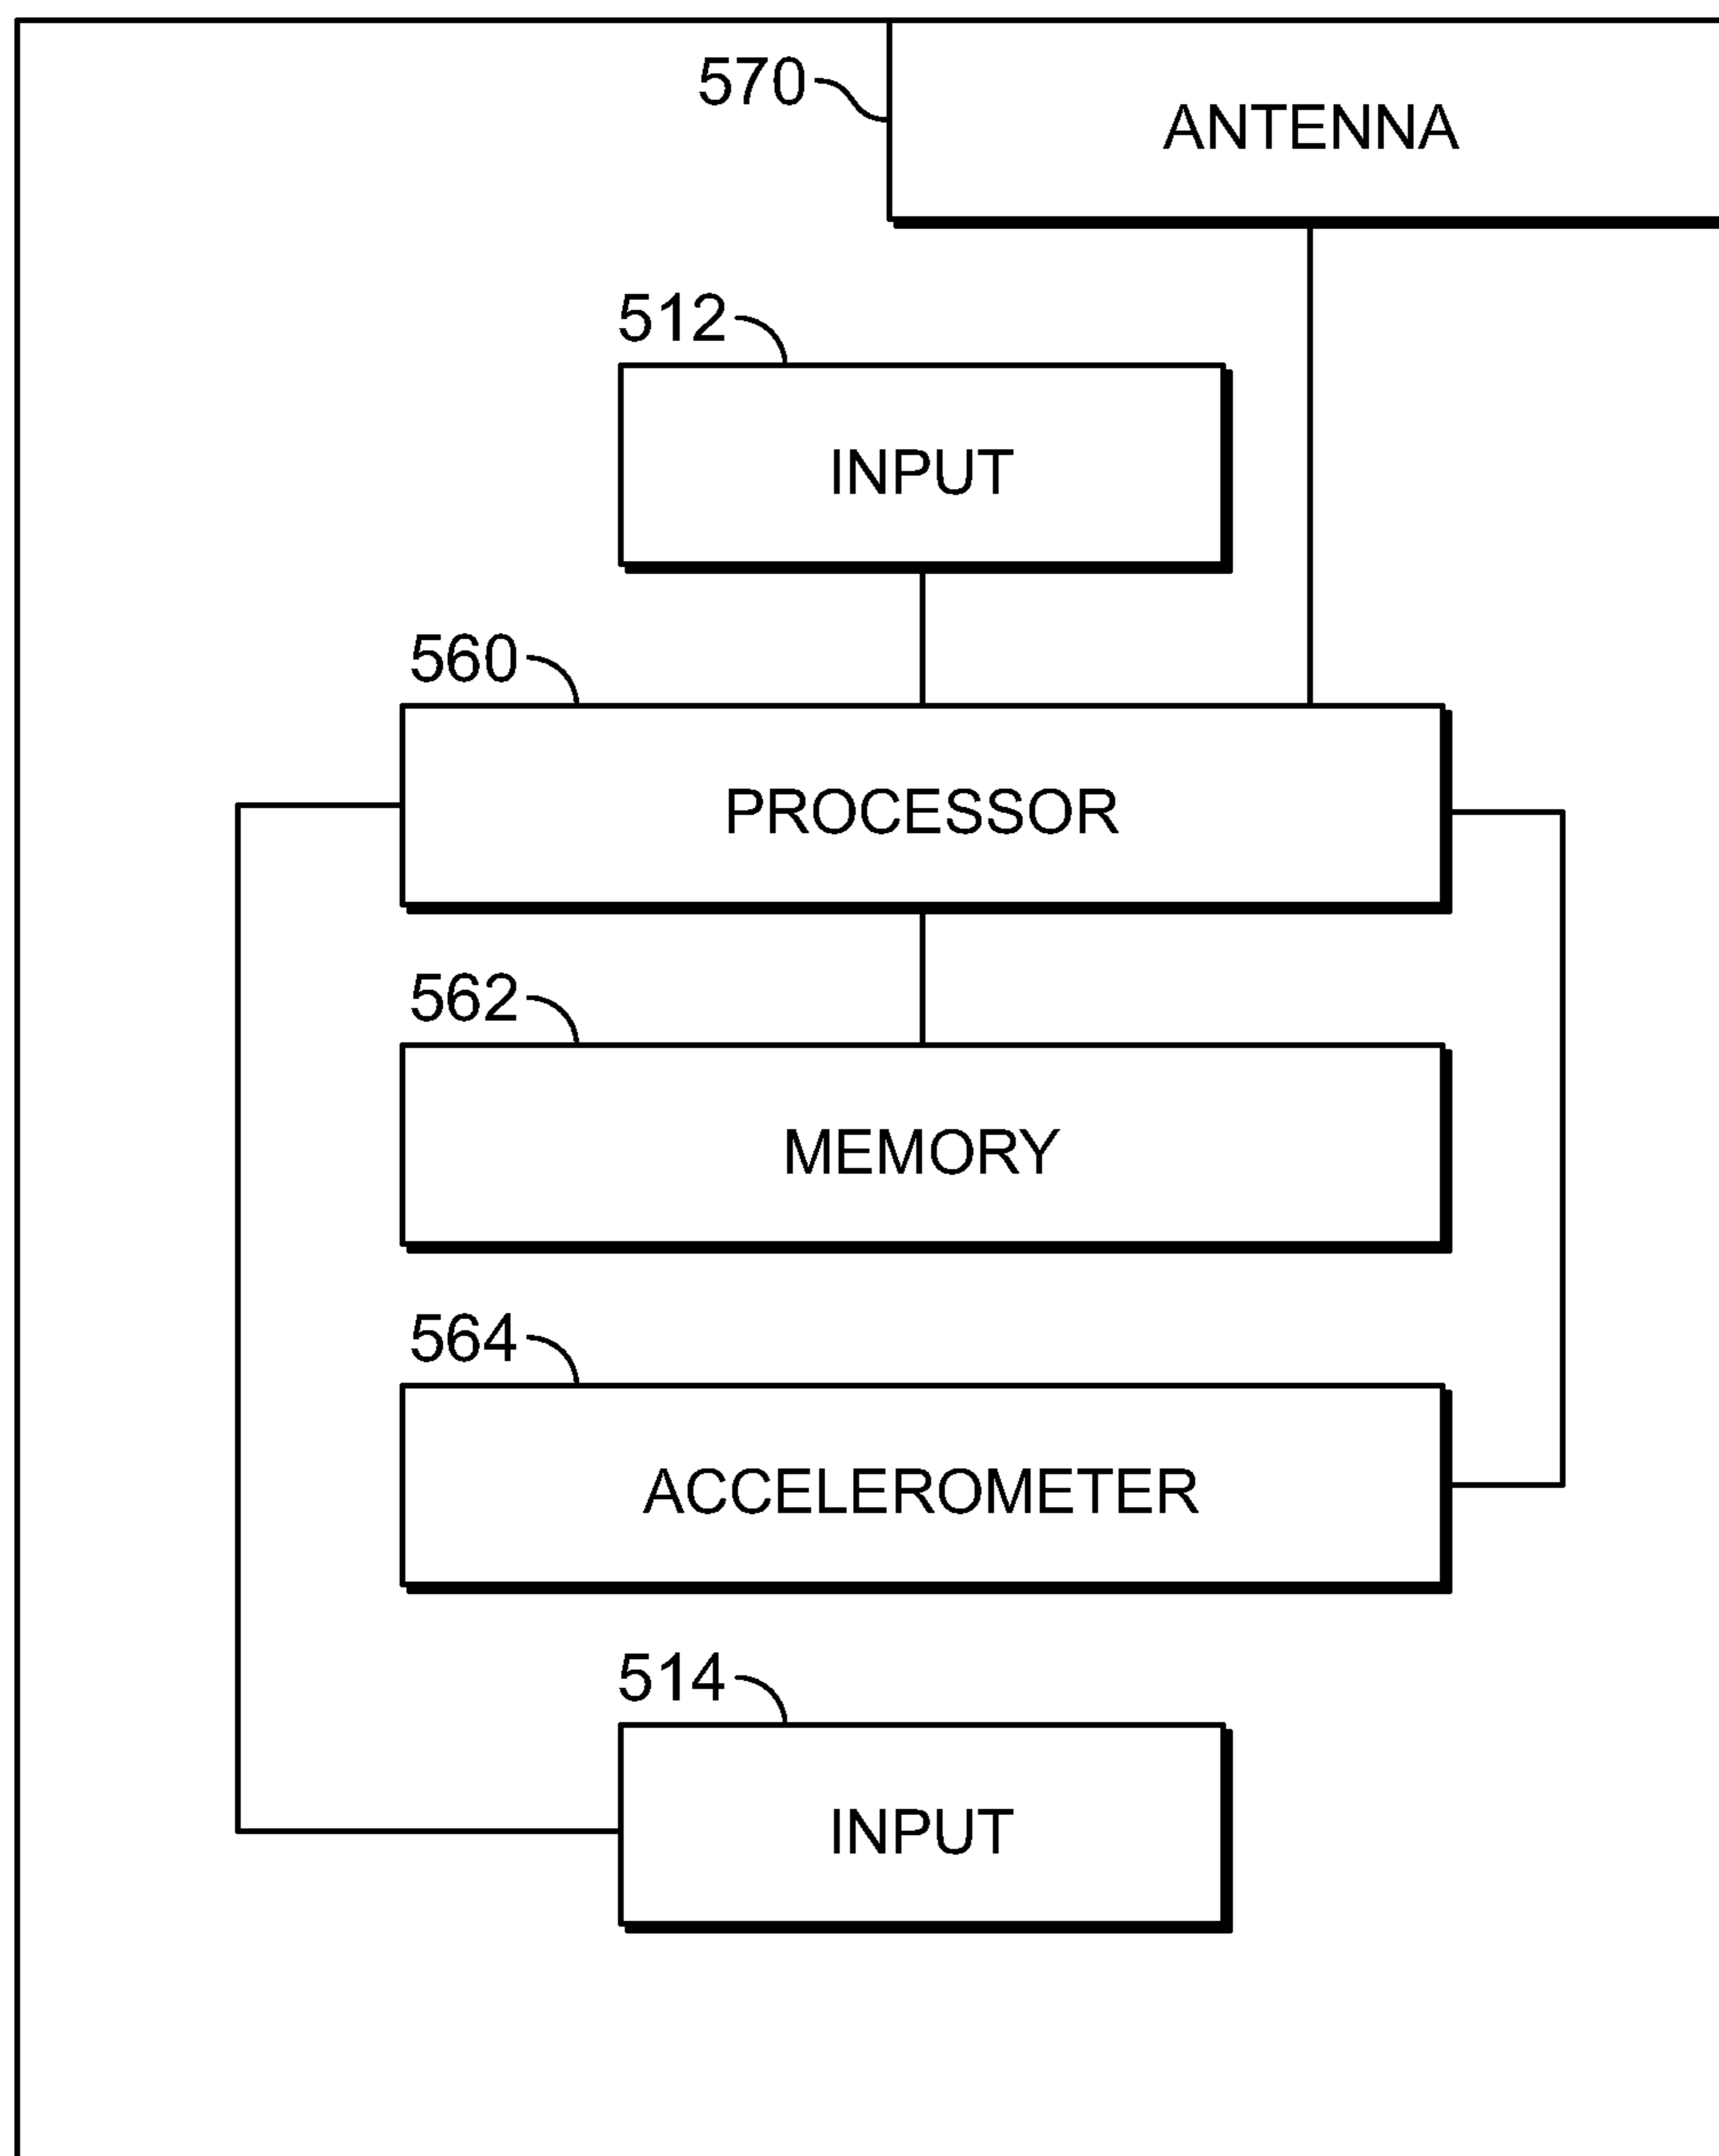 570
ANTENNA
512
INPUT
560
PROCESSOR
562
MEMORY
564
ACCELEROMETER
514
INPUT